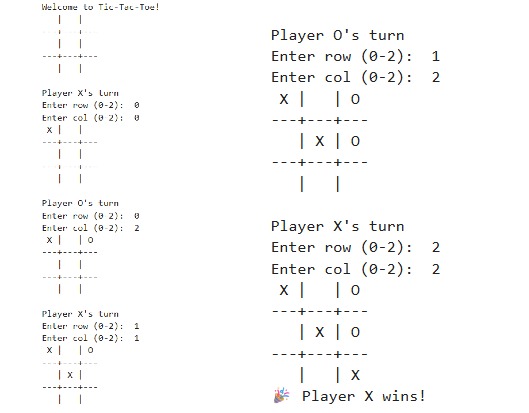 Welcome to Tic-Tac-Toe!
   |   |
---+---+---
   |   |
---+---+---
   |   |
Player X's turn
Enter row (0-2):  0
Enter col (0-2):  0
 X |   |
---+---+---
   |   |
---+---+---
   |   |
Player O's turn
Enter row (0-2):  0
Enter col (0-2):  2
 X |   | O
---+---+---
   |   |
---+---+---
   |   |
Player X's turn
Enter row (0-2):  1
Enter col (0-2):  1
 X |   | O
---+---+---
   | X |
---+---+---
   |   |
Player O's turn
Enter row (0-2):  1
Enter col (0-2):  2
 X |   | O
---+---+---
   | X | O
---+---+---
   |   |
Player X's turn
Enter row (0-2):  2
Enter col (0-2):  2
 X |   | O
---+---+---
   | X | O
---+---+---
   |   | X
🎉 Player X wins!